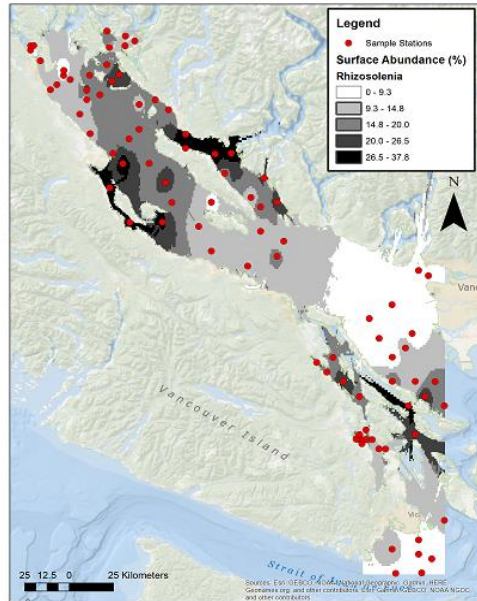 Legend
Sample Stations
Surface Abundance (%)
Rhizosolenia
0 - 9.3
9.3 - 14.8
14.8 - 20.0
20.0 - 26.5
26.5 - 37.8
N
Vanc
Vancouver Island
Vic
Strait of
25 12.5 0 25 Kilometers
Sources: Esri, GEBCO, NOAA, National Geographic, Garmin, HERE,
Geonames.org, and other contributors, Esri, Garmin, GEBCO, NOAA NGDC,
and other contributors